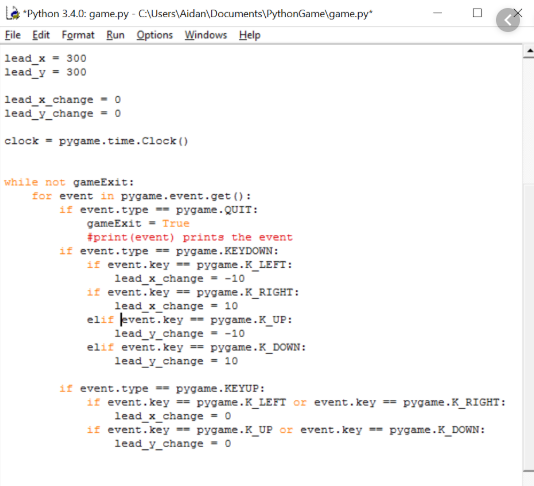 *Python 3.4.0: game.py - C:\Users\Aidan\Documents\PythonGame\game.py*
File Edit Format Run Options Windows Help
lead_x = 300
lead_y = 300

lead_x_change = 0
lead_y_change = 0

clock = pygame.time.Clock()


while not gameExit:
    for event in pygame.event.get():
        if event.type == pygame.QUIT:
            gameExit = True
            #print(event) prints the event
        if event.type == pygame.KEYDOWN:
            if event.key == pygame.K_LEFT:
                lead_x_change = -10
            if event.key == pygame.K_RIGHT:
                lead_x_change = 10
            elif event.key == pygame.K_UP:
                lead_y_change = -10
            elif event.key == pygame.K_DOWN:
                lead_y_change = 10

        if event.type == pygame.KEYUP:
            if event.key == pygame.K_LEFT or event.key == pygame.K_RIGHT:
                lead_x_change = 0
            if event.key == pygame.K_UP or event.key == pygame.K_DOWN:
                lead_y_change = 0